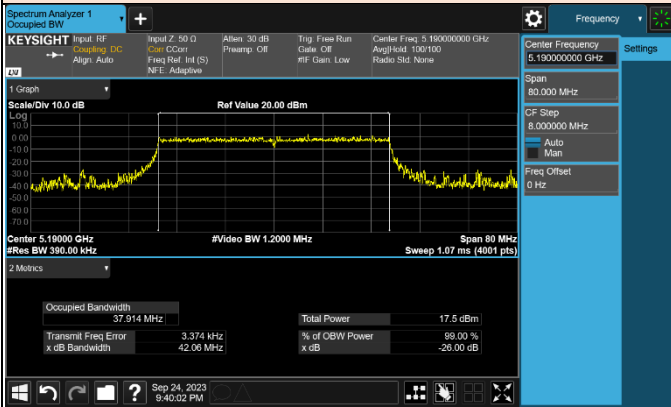 Spectrum Analyzer 1
Occupied BW
+
Frequency
KEYSIGHT
Input: RF
Coupling: DC
Align: Auto
Input Z: 50 Ω
Corr CCorr
Freq Ref: Int (S)
NFE: Adaptive
Atten: 30 dB
Preamp: Off
Trig: Free Run
Gate: Off
#IF Gain: Low
Center Freq: 5.190000000 GHz
Avg|Hold: 100/100
Radio Std: None
LXI
Center Frequency
5.190000000 GHz
Settings
Span
80.000 MHz
CF Step
8.000000 MHz
Auto
Man
Freq Offset
0 Hz
1 Graph
Scale/Div 10.0 dB
Ref Value 20.00 dBm
Log
10.0
0.00
-10.0
-20.0
-30.0
-40.0
-50.0
-60.0
-70.0
Center 5.19000 GHz
#Video BW 1.2000 MHz
Span 80 MHz
#Res BW 390.00 kHz
Sweep 1.07 ms (4001 pts)
2 Metrics
Occupied Bandwidth
37.914 MHz
Total Power 17.5 dBm
Transmit Freq Error 3.374 kHz
% of OBW Power 99.00 %
x dB Bandwidth 42.06 MHz
x dB -26.00 dB
?
Sep 24, 2023
9:40:02 PM